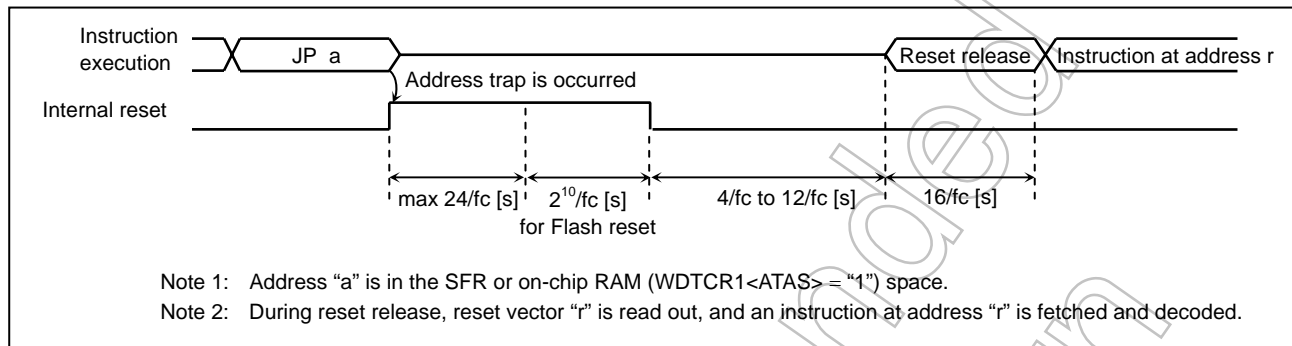 Instruction
execution
JP a
Reset release
Instruction at address r
Address trap is occurred
Internal reset
max 24/fc [s]
2^10/fc [s]
for Flash reset
4/fc to 12/fc [s]
16/fc [s]
Note 1: Address “a” is in the SFR or on-chip RAM (WDTCR1<ATAS> = “1”) space.
Note 2: During reset release, reset vector “r” is read out, and an instruction at address “r” is fetched and decoded.